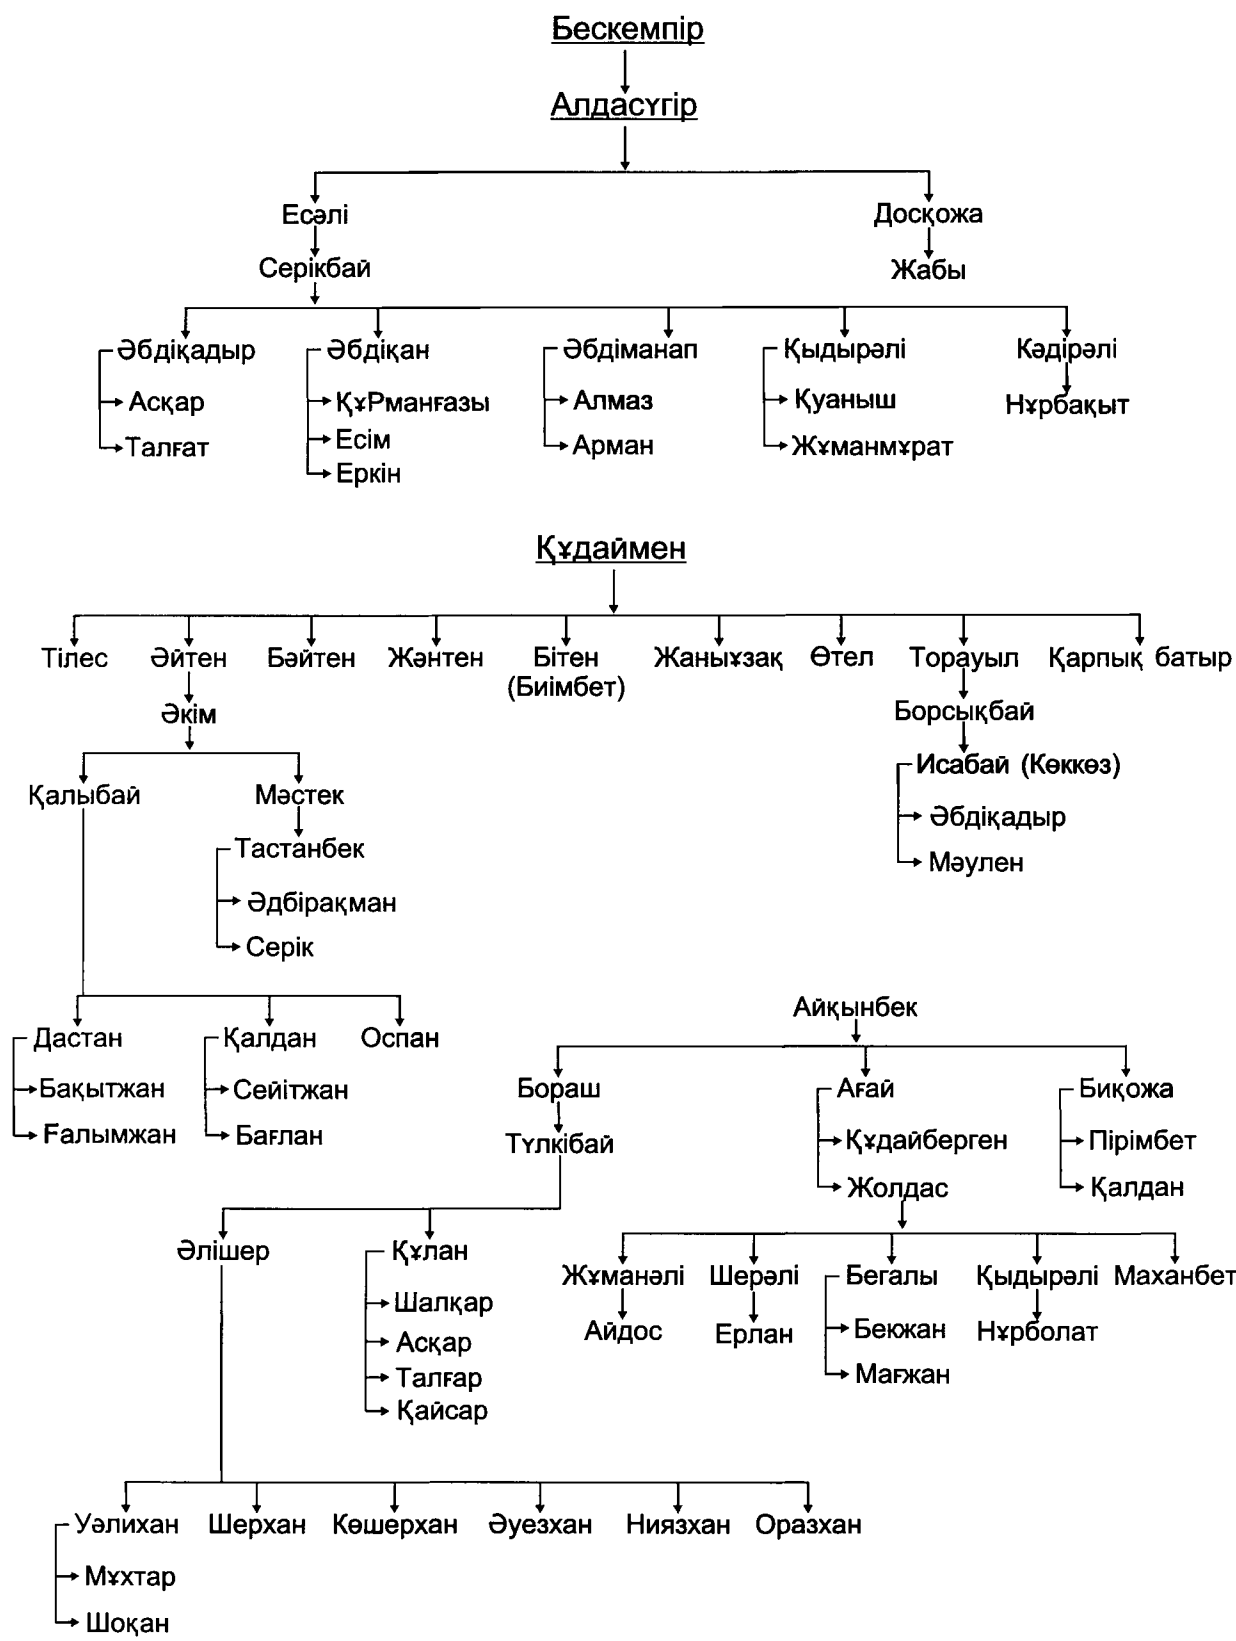 Бескемпір
Алдасүгір
Есәлі Досқожа
Серікбай Жабы
Әбдіқадыр Әбдіқан Әбдіманап Қыдырәлі Кәдірәлі
Асқар ҚұРманғазы Алмаз Қуаныш Нұрбақыт
Талғат Есім Арман Жұманмұрат
Еркін
Құдаймен
Тілес Әйтен Бәйтен Жәнтен Бітен Жаныұзақ Өтел Торауыл Қарпық батыр
(Биімбет)
Әкім Борсықбай
Исабай (Көккөз)
Қалыбай Мәстек
Әбдіқадыр
Тастанбек Мәулен
Әдбірақман
Серік
Айқынбек
Дастан Қалдан Оспан
Бақытжан Сейітжан Бораш Ағай Биқожа
Ғалымжан Бағлан Түлкібай Құдайберген Пірімбет
Жолдас Қалдан
Әлішер Құлан
Жұманәлі Шерәлі Бегалы Қыдырәлі Маханбет
Шалқар
Айдос Ерлан Бекжан Нұрболат
Асқар
Талғар Мағжан
Қайсар
Уәлихан Шерхан Көшерхан Әуезхан Ниязхан Оразхан
Мұхтар
Шоқан